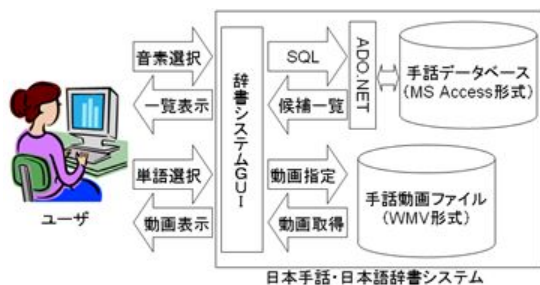 音素選択
一覧表示
単語選択
動画表示
ユーザ
辞書システムGUI
SQL
候補一覧
動画指定
動画取得
ADO.NET
手話データベース
(MS Access形式)
手話動画ファイル
(WMV形式)
日本手話・日本語辞書システム